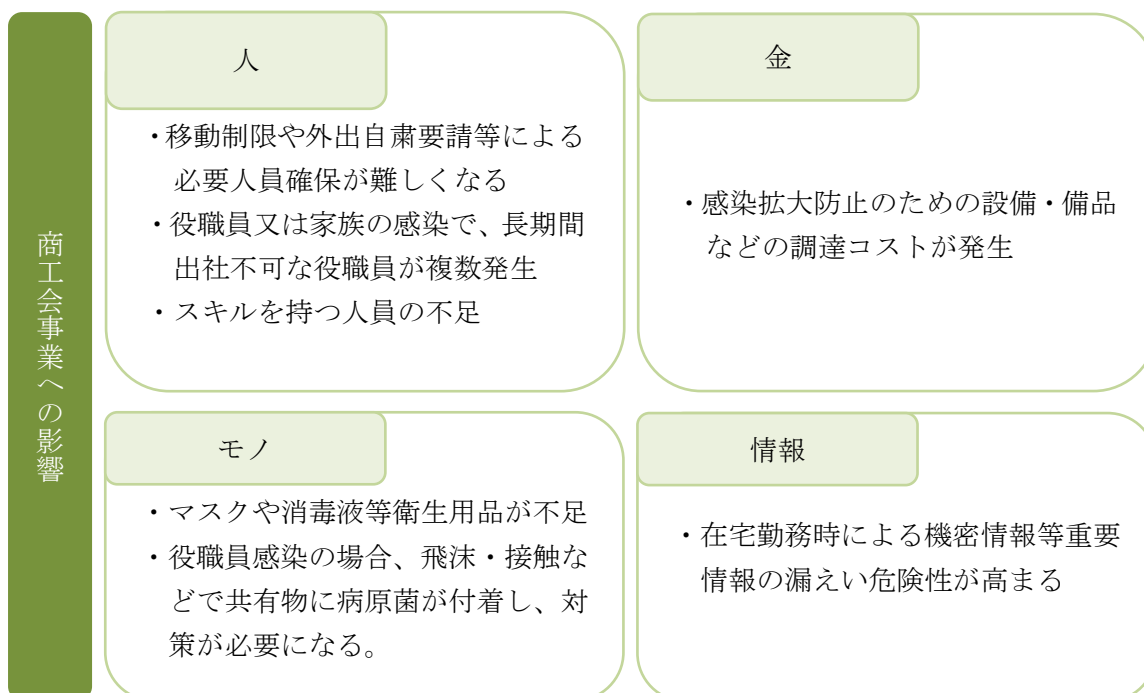 商工会事業への影響
人
・移動制限や外出自粛要請等による
必要人員確保が難しくなる
・役職員又は家族の感染で、長期間
出社不可な役職員が複数発生
・スキルを持つ人員の不足
金
・感染拡大防止のための設備・備品
などの調達コストが発生
モノ
・マスクや消毒液等衛生用品が不足
・役職員感染の場合、飛沫・接触な
どで共有物に病原菌が付着し、対
策が必要になる。
情報
・在宅勤務時による機密情報等重要
情報の漏えい危険性が高まる